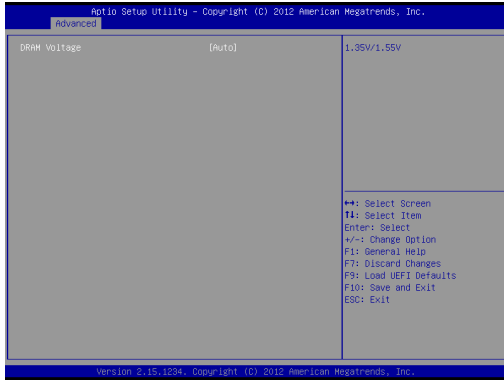 Aptio Setup Utility – Copyright (C) 2012 American Megatrends, Inc.
Advanced
DRAM Voltage [Auto]
1.35V/1.55V
↔: Select Screen
↑↓: Select Item
Enter: Select
+/-: Change Option
F1: General Help
F7: Discard Changes
F9: Load UEFI Defaults
F10: Save and Exit
ESC: Exit
Version 2.15.1234. Copyright (C) 2012 American Megatrends, Inc.